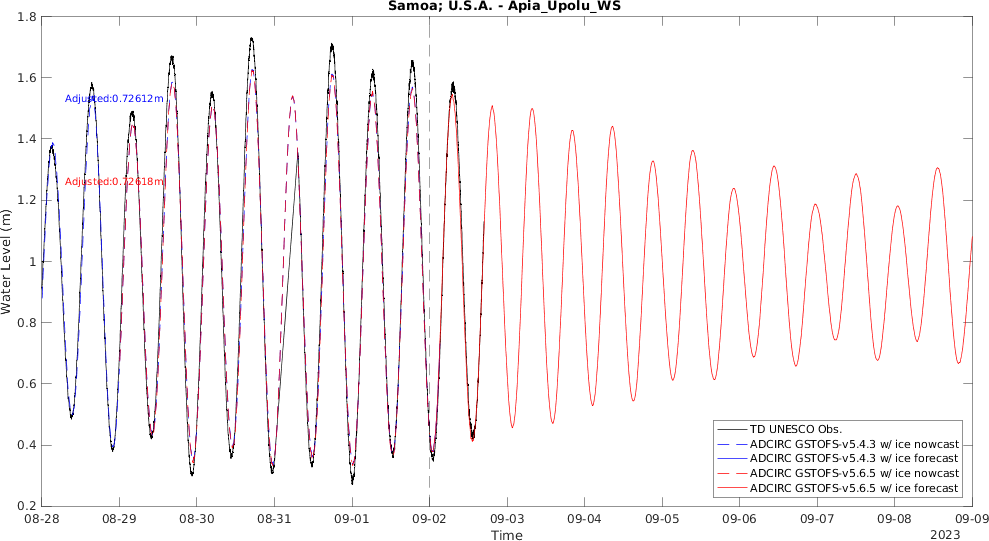 Samoa; U.S.A. - Apia_Upolu_WS
1.8
1.6
1.4
1.2
1
0.8
0.6
0.4
0.2
Water Level (m)
Adjusted:0.72612m
Adjusted:0.72618m
TD UNESCO Obs.
ADCIRC GSTOFS-v5.4.3 w/ ice nowcast
ADCIRC GSTOFS-v5.4.3 w/ ice forecast
ADCIRC GSTOFS-v5.6.5 w/ ice nowcast
ADCIRC GSTOFS-v5.6.5 w/ ice forecast
08-28 08-29 08-30 08-31 09-01 09-02 09-03 09-04 09-05 09-06 09-07 09-08 09-09
Time
2023